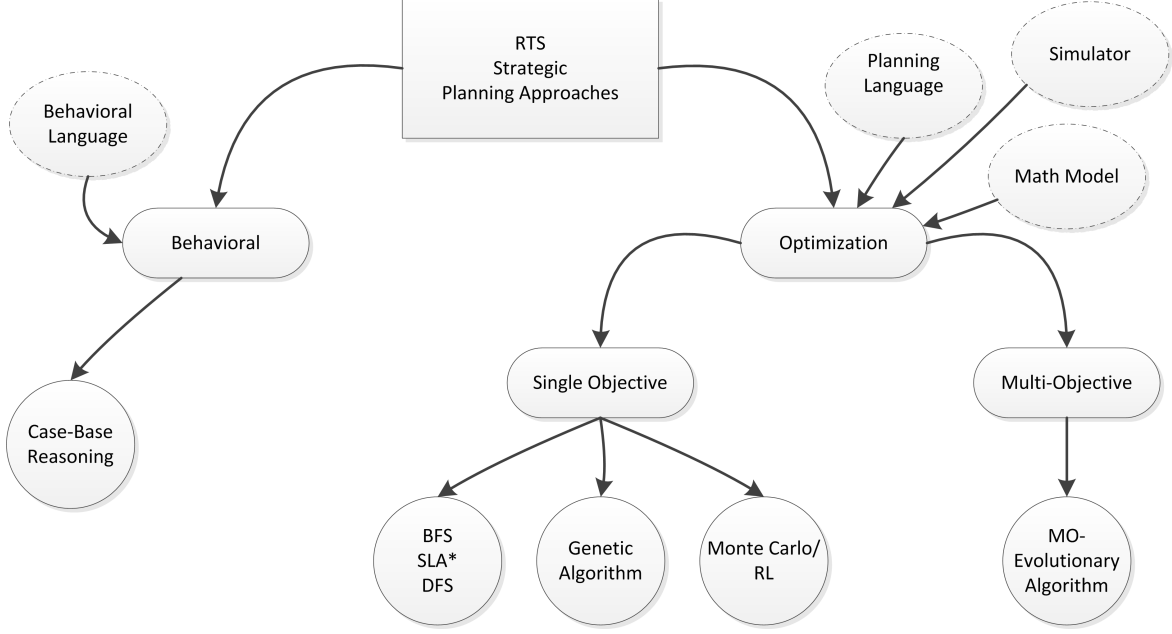 RTS
Strategic
Planning Approaches
Behavioral
Language
Planning
Language
Simulator
Math Model
Behavioral
Optimization
Single Objective
Multi-Objective
Case-Base
Reasoning
BFS
SLA*
DFS
Genetic
Algorithm
Monte Carlo/
RL
MO-
Evolutionary
Algorithm